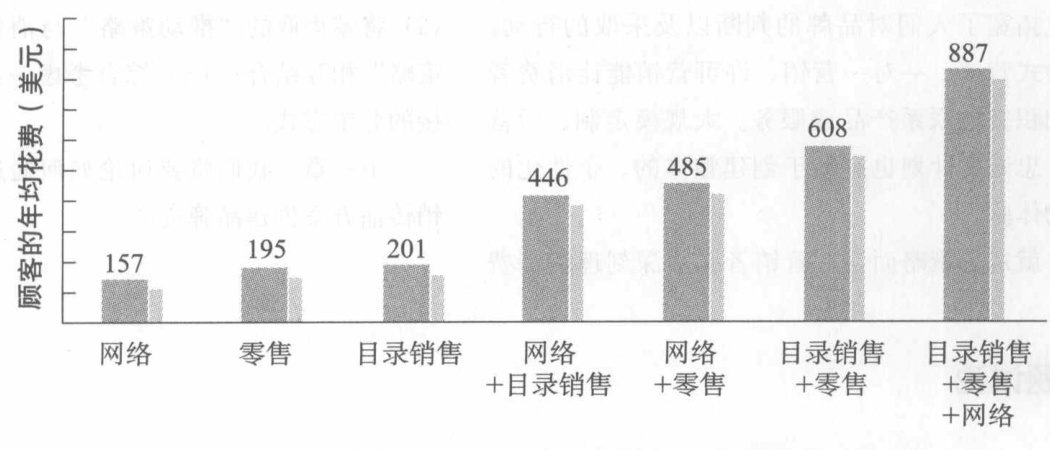 顾客的年均花费（美元）
157
195
201
446
485
608
887
网络
零售
目录销售
网络
+目录销售
网络
+零售
目录销售
+零售
目录销售
+零售
+网络